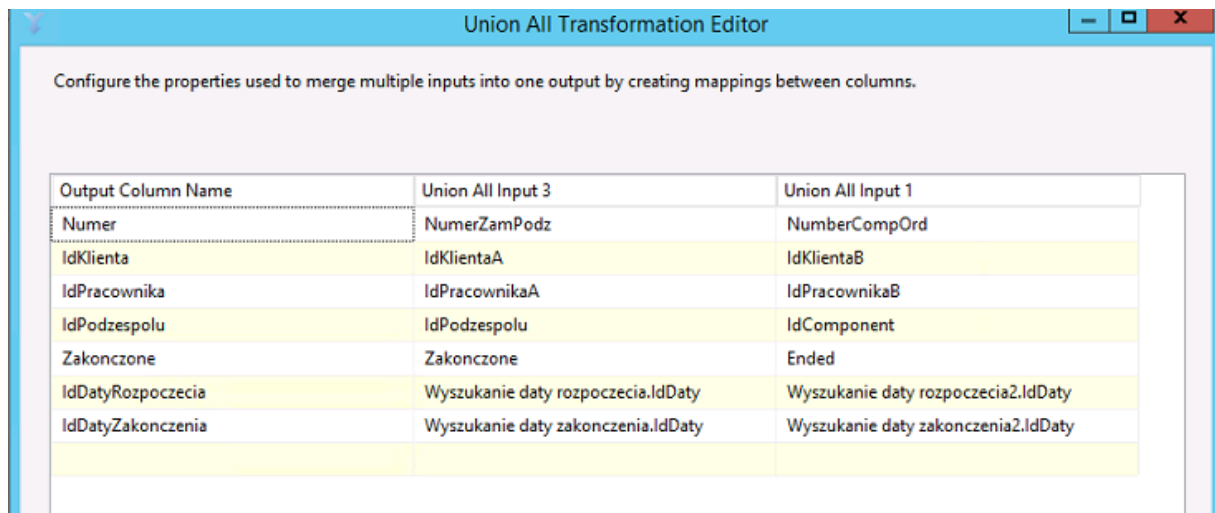 Union All Transformation Editor
Configure the properties used to merge multiple inputs into one output by creating mappings between columns.
Output Column Name Union All Input 3 Union All Input 1
Numer NumerZamPodz NumberCompOrd
IdKlienta IdKlientaA IdKlientaB
IdPracownika IdPracownikaA IdPracownikaB
IdPodzespolu IdPodzespolu IdComponent
Zakonczone Zakonczone Ended
IdDatyRozpoczecia Wyszukanie daty rozpoczecia.IdDaty Wyszukanie daty rozpoczecia2.IdDaty
IdDatyZakonczenia Wyszukanie daty zakonczenia.IdDaty Wyszukanie daty zakonczenia2.IdDaty